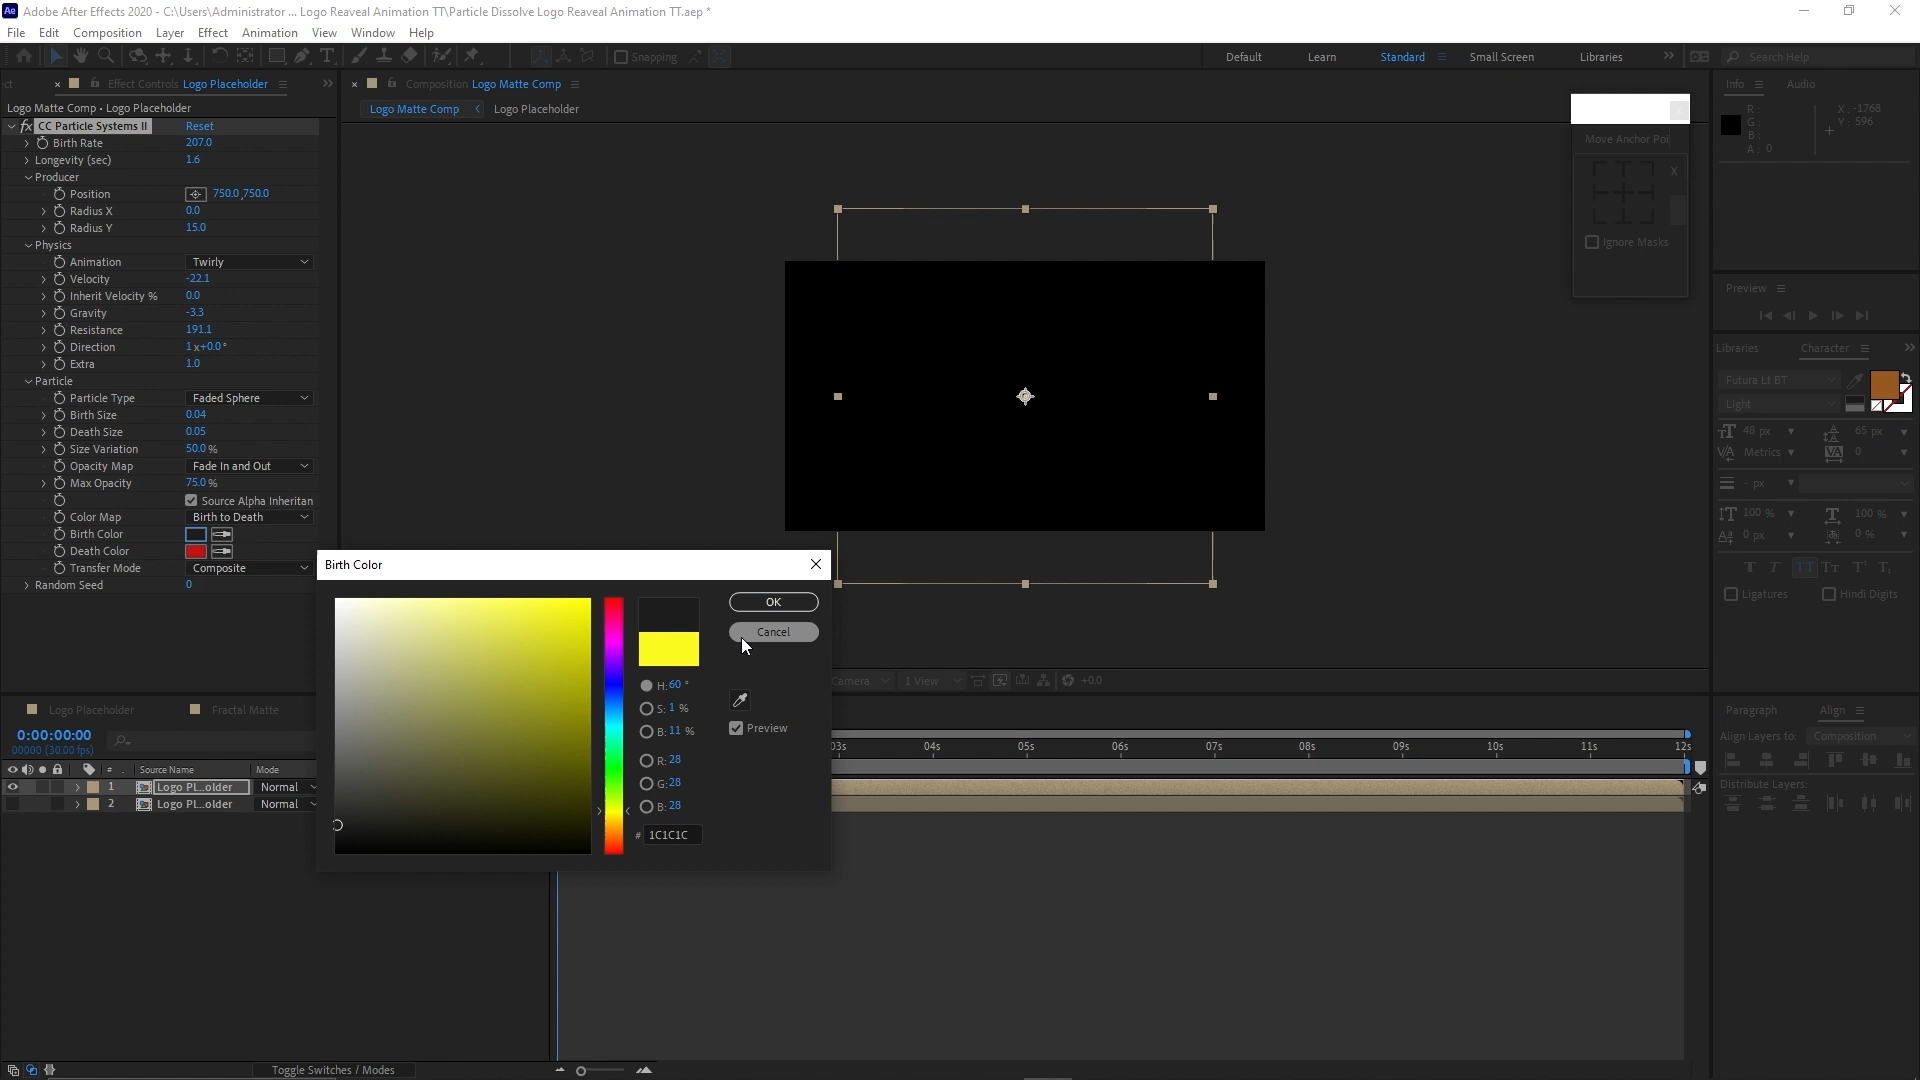 Adobe After Effects 2020 - C:\Users\Administrator ... Logo Reaveal Animation TT\Particle Dissolve Logo Reaveal Animation TT.aep *
File Edit Composition Layer Effect Animation View Window Help
Snapping
Default Learn Standard Small Screen Libraries Search Help
ect Effect Controls Logo Placeholder
Composition Logo Matte Comp
Info Audio
Logo Matte Comp • Logo Placeholder
Logo Matte Comp Logo Placeholder
R: X: -1768
G: Y: 596
B:
A: 0
fx CC Particle Systems II Reset
Birth Rate 207.0
Longevity (sec) 1.6
Producer
Position 750.0,750.0
Radius X 0.0
Radius Y 15.0
Physics
Animation Twirly
Velocity -22.1
Inherit Velocity % 0.0
Gravity -3.3
Resistance 191.1
Direction 1x+0.0°
Extra 1.0
Particle
Particle Type Faded Sphere
Birth Size 0.04
Death Size 0.05
Size Variation 50.0%
Opacity Map Fade In and Out
Max Opacity 75.0%
Source Alpha Inheritan
Color Map Birth to Death
Birth Color
Death Color
Transfer Mode Composite
Random Seed 0
Move Anchor Poi
X
Ignore Masks
Preview
Libraries Character
Futura Lt BT
Light
48 px 65 px
Metrics 0
- px
100 % 100 %
0 px 0 %
Ligatures Hindi Digits
Birth Color
OK
Cancel
H: 60 °
S: 1 %
B: 11 %
Preview
R: 28
G: 28
B: 28
# 1C1C1C
Camera 1 View +0.0
Logo Placeholder Fractal Matte
0:00:00:00
00000 (30.00 fps)
# Source Name Mode
1 Logo Pl...older Normal
2 Logo Pl...older Normal
03s 04s 05s 06s 07s 08s 09s 10s 11s 12s
Paragraph Align
Align Layers to: Composition
Distribute Layers:
Toggle Switches / Modes